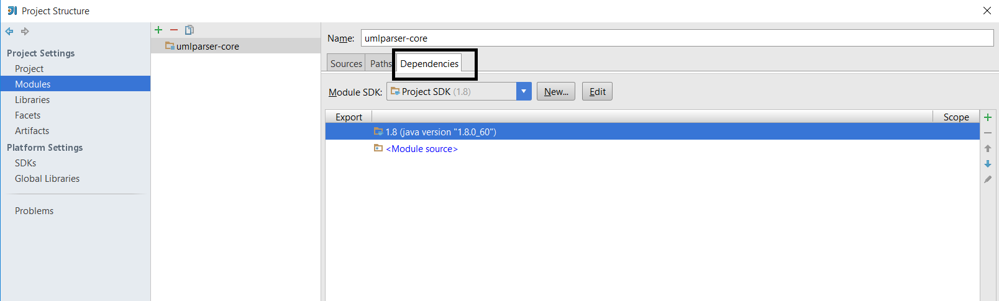 Project Structure
Project Settings
Project
Modules
Libraries
Facets
Artifacts
Platform Settings
SDKs
Global Libraries
Problems
umlparser-core
Name: umlparser-core
Sources Paths Dependencies
Module SDK: Project SDK (1.8) New... Edit
Export Scope
1.8 (java version "1.8.0_60")
<Module source>